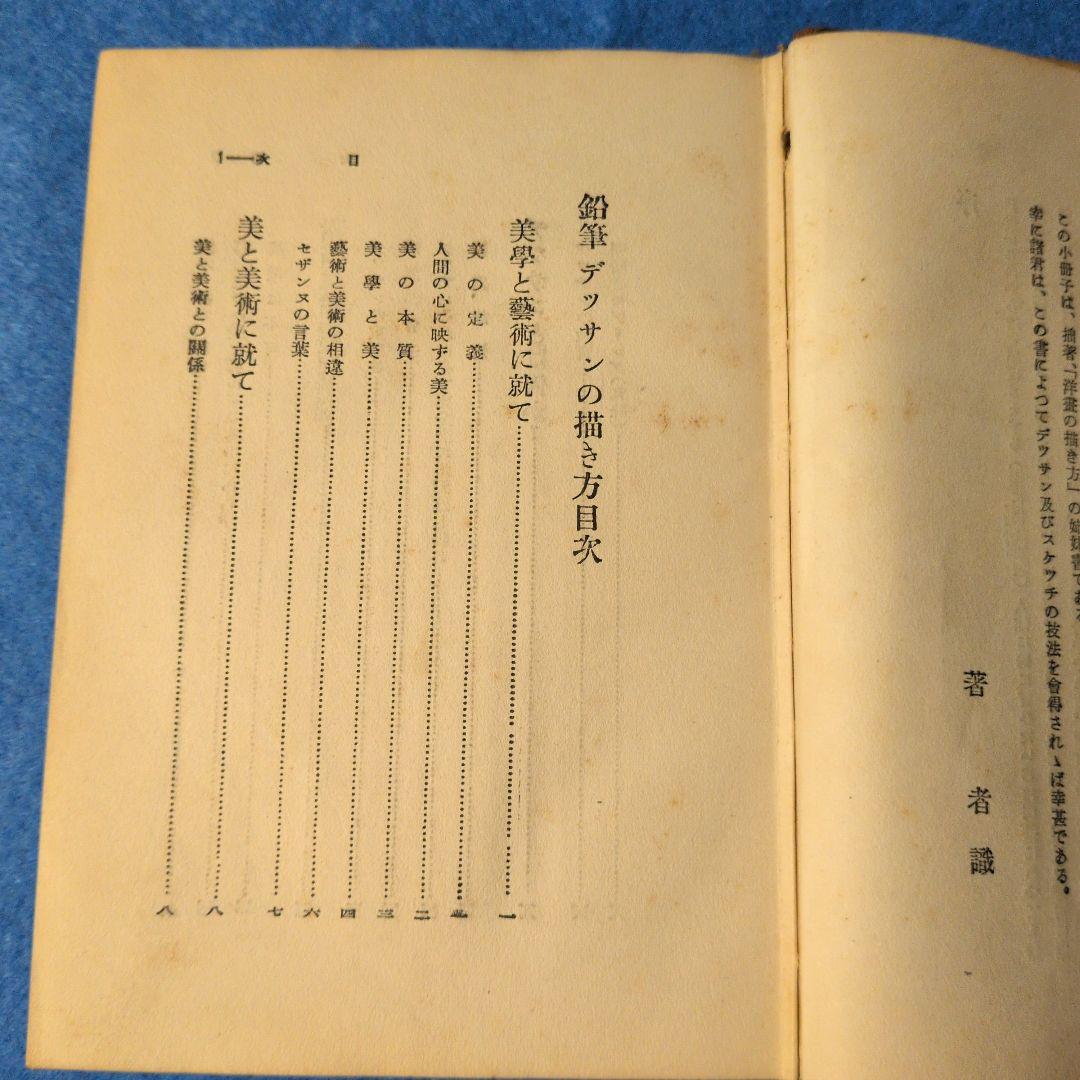 この小冊子は、拙著、「洋畫の描き方」の姉妹書である
幸に諸君は、この書によつてデッサン及びスケッチの技法を會得されゝば幸甚である。
著者識
目次――1
鉛筆デッサンの描き方目次
美學と藝術に就て……一
美の定義……
人間の心に映ずる美……二
美の本質……三
美學と美……四
藝術と美術の相違……六
セザンヌの言葉……七
美と美術に就て……八
美と美術との關係……八